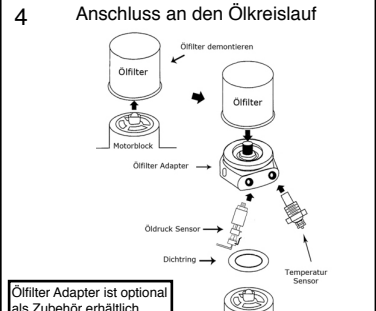 4 Anschluss an den Ölkreislauf
Ölfilter demontieren
Ölfilter
Ölfilter
Motorblock
Ölfilter Adapter
Öldruck Sensor
Dichtring
Temperatur
Sensor
Ölfilter Adapter ist optional
als Zubehör erhältlich